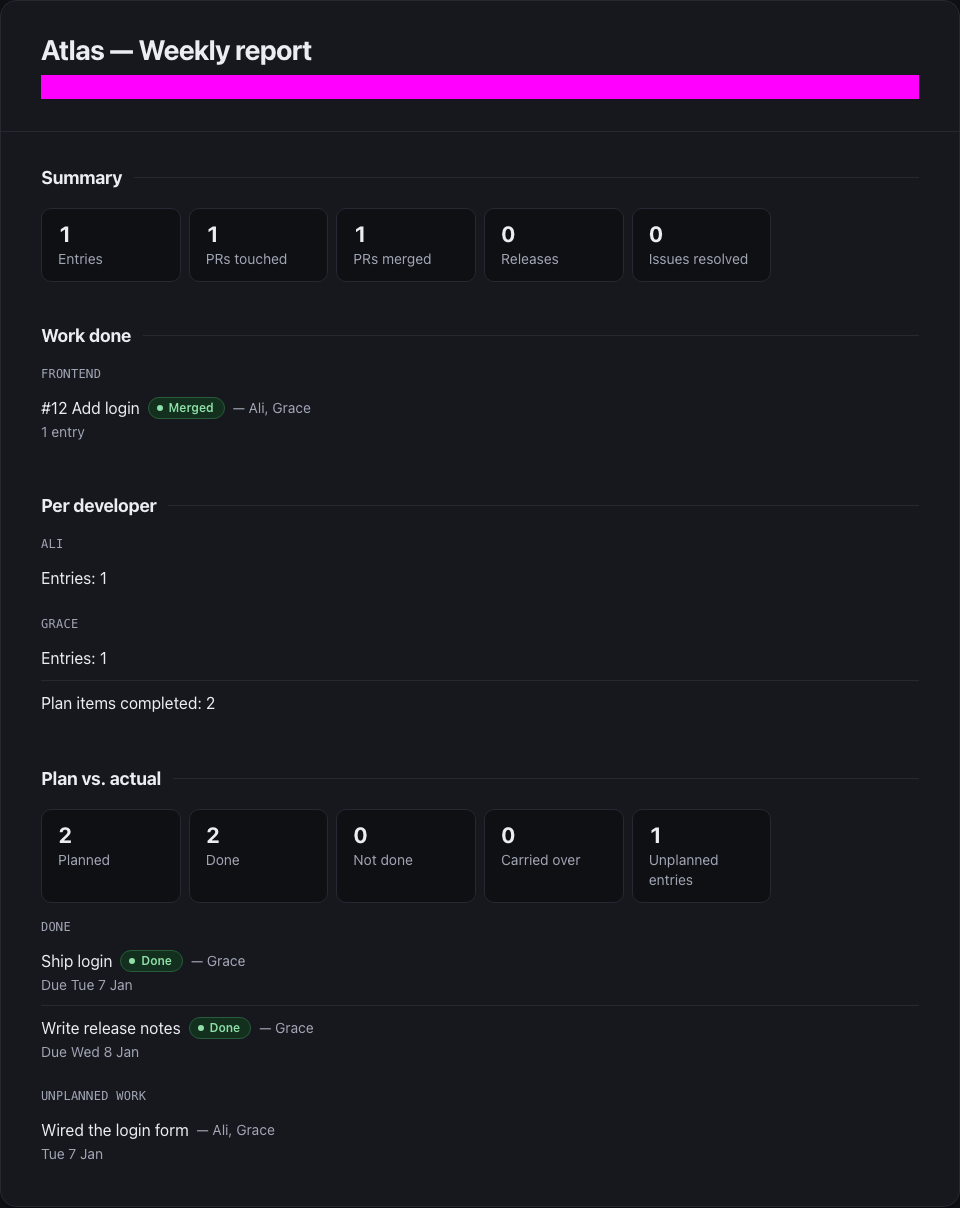 Atlas — Weekly report
Summary
1
Entries
1
PRs touched
1
PRs merged
0
Releases
0
Issues resolved
Work done
FRONTEND
#12 Add login Merged — Ali, Grace
1 entry
Per developer
ALI
Entries: 1
GRACE
Entries: 1
Plan items completed: 2
Plan vs. actual
2
Planned
2
Done
0
Not done
0
Carried over
1
Unplanned
entries
DONE
Ship login Done — Grace
Due Tue 7 Jan
Write release notes Done — Grace
Due Wed 8 Jan
UNPLANNED WORK
Wired the login form — Ali, Grace
Tue 7 Jan